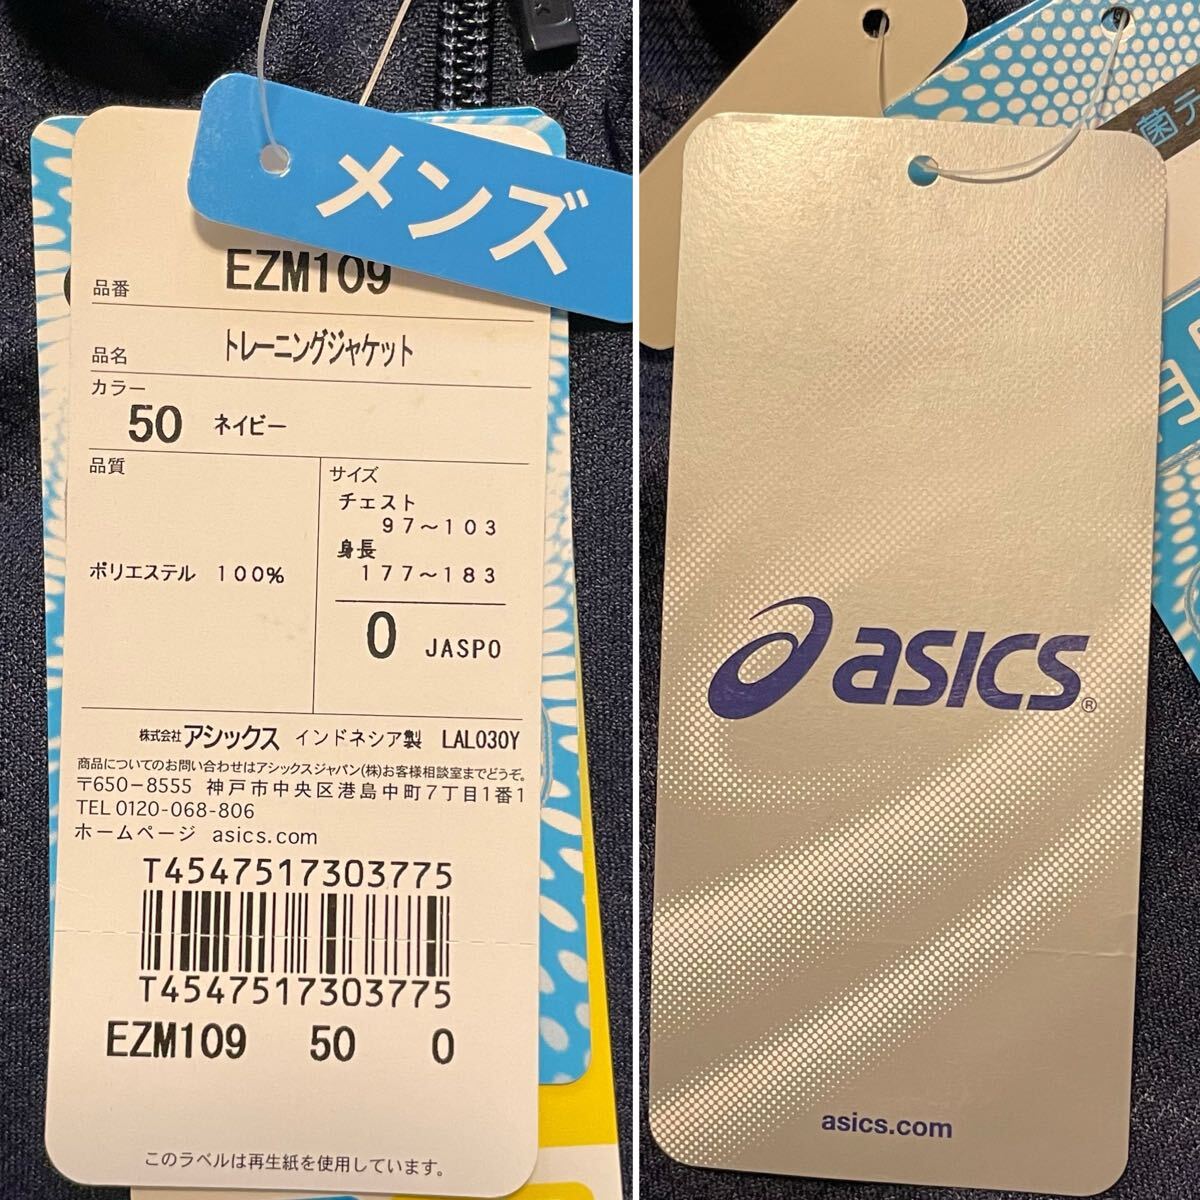 メンズ
品番 EZM109
品名 トレーニングジャケット
カラー
50 ネイビー
品質
ポリエステル 100%
サイズ
チェスト
97～103
身長
177～183
O JASPO
株式会社アシックス インドネシア製 LAL030Y
商品についてのお問い合わせはアシックスジャパン(株)お客様相談室までどうぞ。
〒650-8555 神戸市中央区港島中町7丁目1番1
TEL 0120-068-806
ホームページ asics.com
T4547517303775
T4547517303775
EZM109 50 O
このラベルは再生紙を使用しています。
菌テ
asics®
asics.com